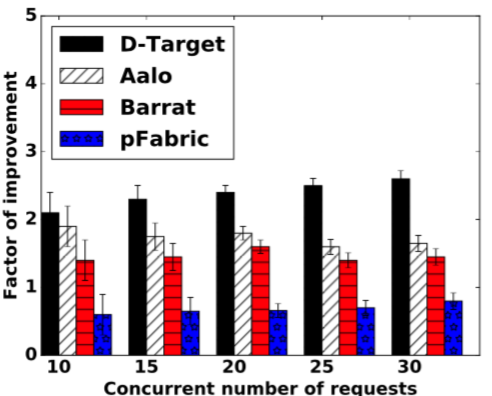 5
4
3
2
1
0
Factor of improvement
D-Target
Aalo
Barrat
pFabric
10 15 20 25 30
Concurrent number of requests